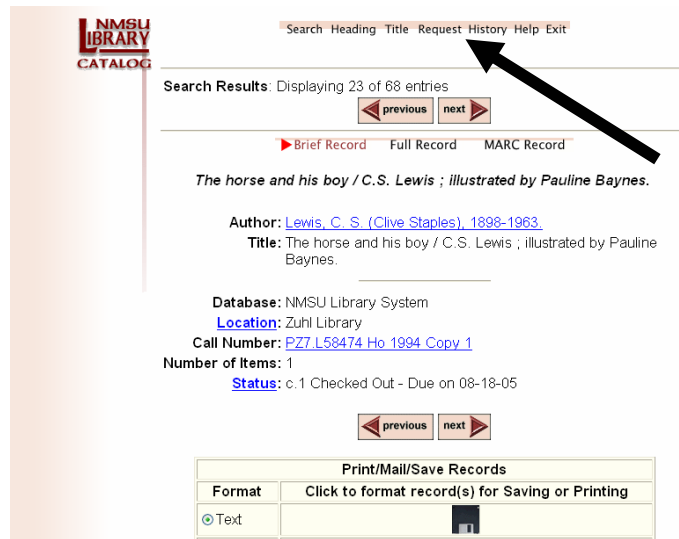 NMSU
LIBRARY
CATALOG
Search Heading Title Request History Help Exit
Search Results: Displaying 23 of 68 entries
previous next
Brief Record Full Record MARC Record
The horse and his boy / C.S. Lewis ; illustrated by Pauline Baynes.
Author: Lewis, C. S. (Clive Staples), 1898-1963.
Title: The horse and his boy / C.S. Lewis ; illustrated by Pauline
Baynes.
Database: NMSU Library System
Location: Zuhl Library
Call Number: PZ7.L58474 Ho 1994 Copy 1
Number of Items: 1
Status: c.1 Checked Out - Due on 08-18-05
previous next
Print/Mail/Save Records
Format Click to format record(s) for Saving or Printing
Text